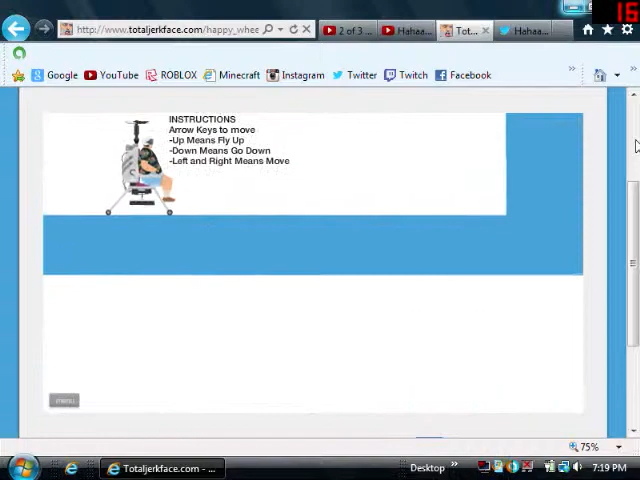 15
http://www.totaljerkface.com/happy_whee
2 of 3 ...
Hahaa...
Tot...
Hahaa...
Google
YouTube
ROBLOX
Minecraft
Instagram
Twitter
Twitch
Facebook
INSTRUCTIONS
Arrow Keys to move
-Up Means Fly Up
-Down Means Go Down
-Left and Right Means Move
75%
Totaljerkface.com - ...
Desktop
7:19 PM